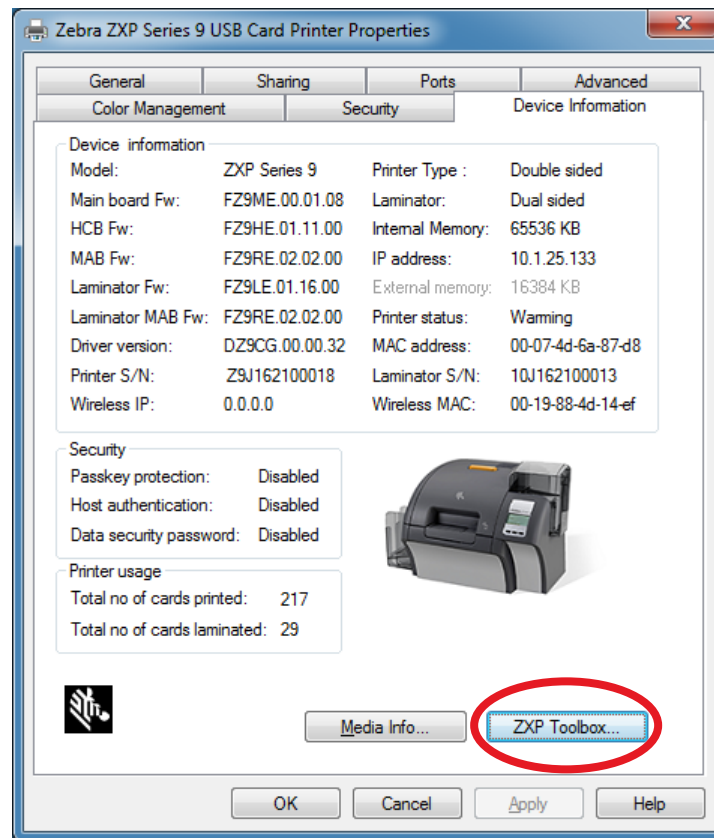 Zebra ZXP Series 9 USB Card Printer Properties
General Sharing Ports Advanced
Color Management Security Device Information
Device information
Model: ZXP Series 9 Printer Type : Double sided
Main board Fw: FZ9ME.00.01.08 Laminator: Dual sided
HCB Fw: FZ9HE.01.11.00 Internal Memory: 65536 KB
MAB Fw: FZ9RE.02.02.00 IP address: 10.1.25.133
Laminator Fw: FZ9LE.01.16.00 External memory: 16384 KB
Laminator MAB Fw: FZ9RE.02.02.00 Printer status: Warming
Driver version: DZ9CG.00.00.32 MAC address: 00-07-4d-6a-87-d8
Printer S/N: Z9J162100018 Laminator S/N: 10J162100013
Wireless IP: 0.0.0.0 Wireless MAC: 00-19-88-4d-14-ef
Security
Passkey protection: Disabled
Host authentication: Disabled
Data security password: Disabled
Printer usage
Total no of cards printed: 217
Total no of cards laminated: 29
Media Info... ZXP Toolbox...
OK Cancel Apply Help